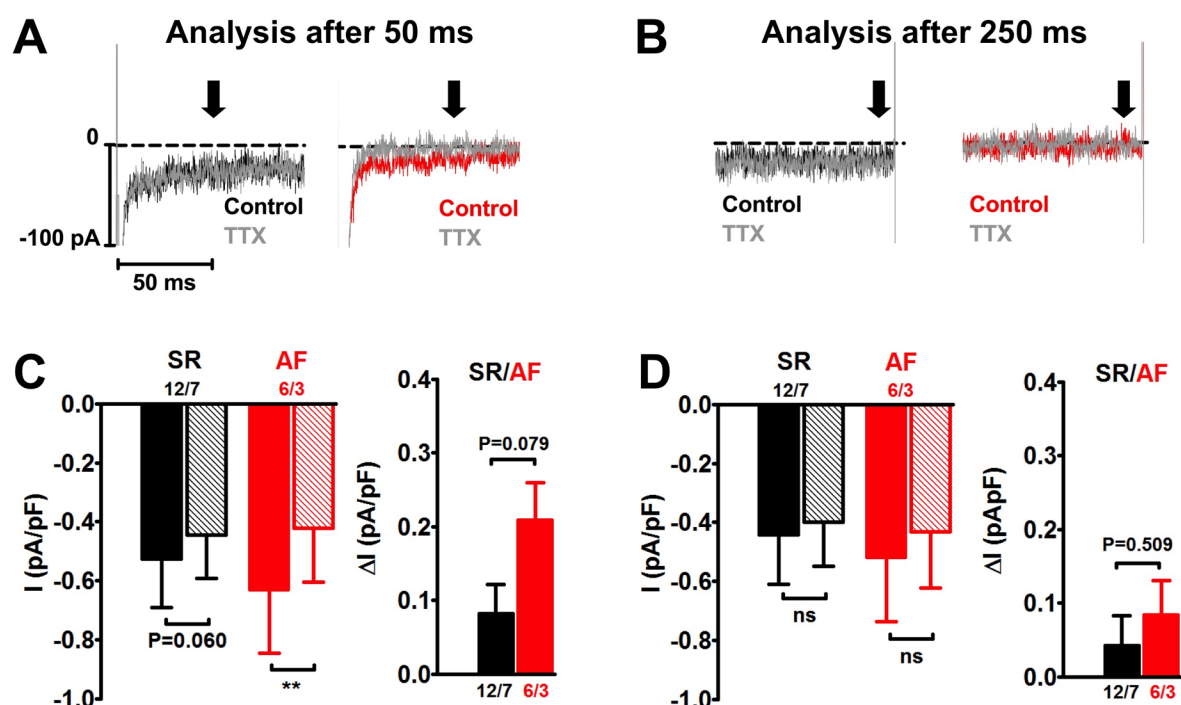 A Analysis after 50 ms
0
Control Control
TTX TTX
-100 pA
50 ms
B Analysis after 250 ms
Control Control
TTX TTX
C SR AF
12/7 6/3
0.0
-0.2
-0.4
-0.6
-0.8
-1.0
I (pA/pF)
P=0.060
**
SR/AF
0.4
0.3
0.2
0.1
0.0
ΔI (pA/pF)
P=0.079
12/7 6/3
D SR AF
12/7 6/3
0.0
-0.2
-0.4
-0.6
-0.8
-1.0
I (pA/pF)
ns
ns
SR/AF
0.4
0.3
0.2
0.1
0.0
ΔI (pApF)
P=0.509
12/7 6/3